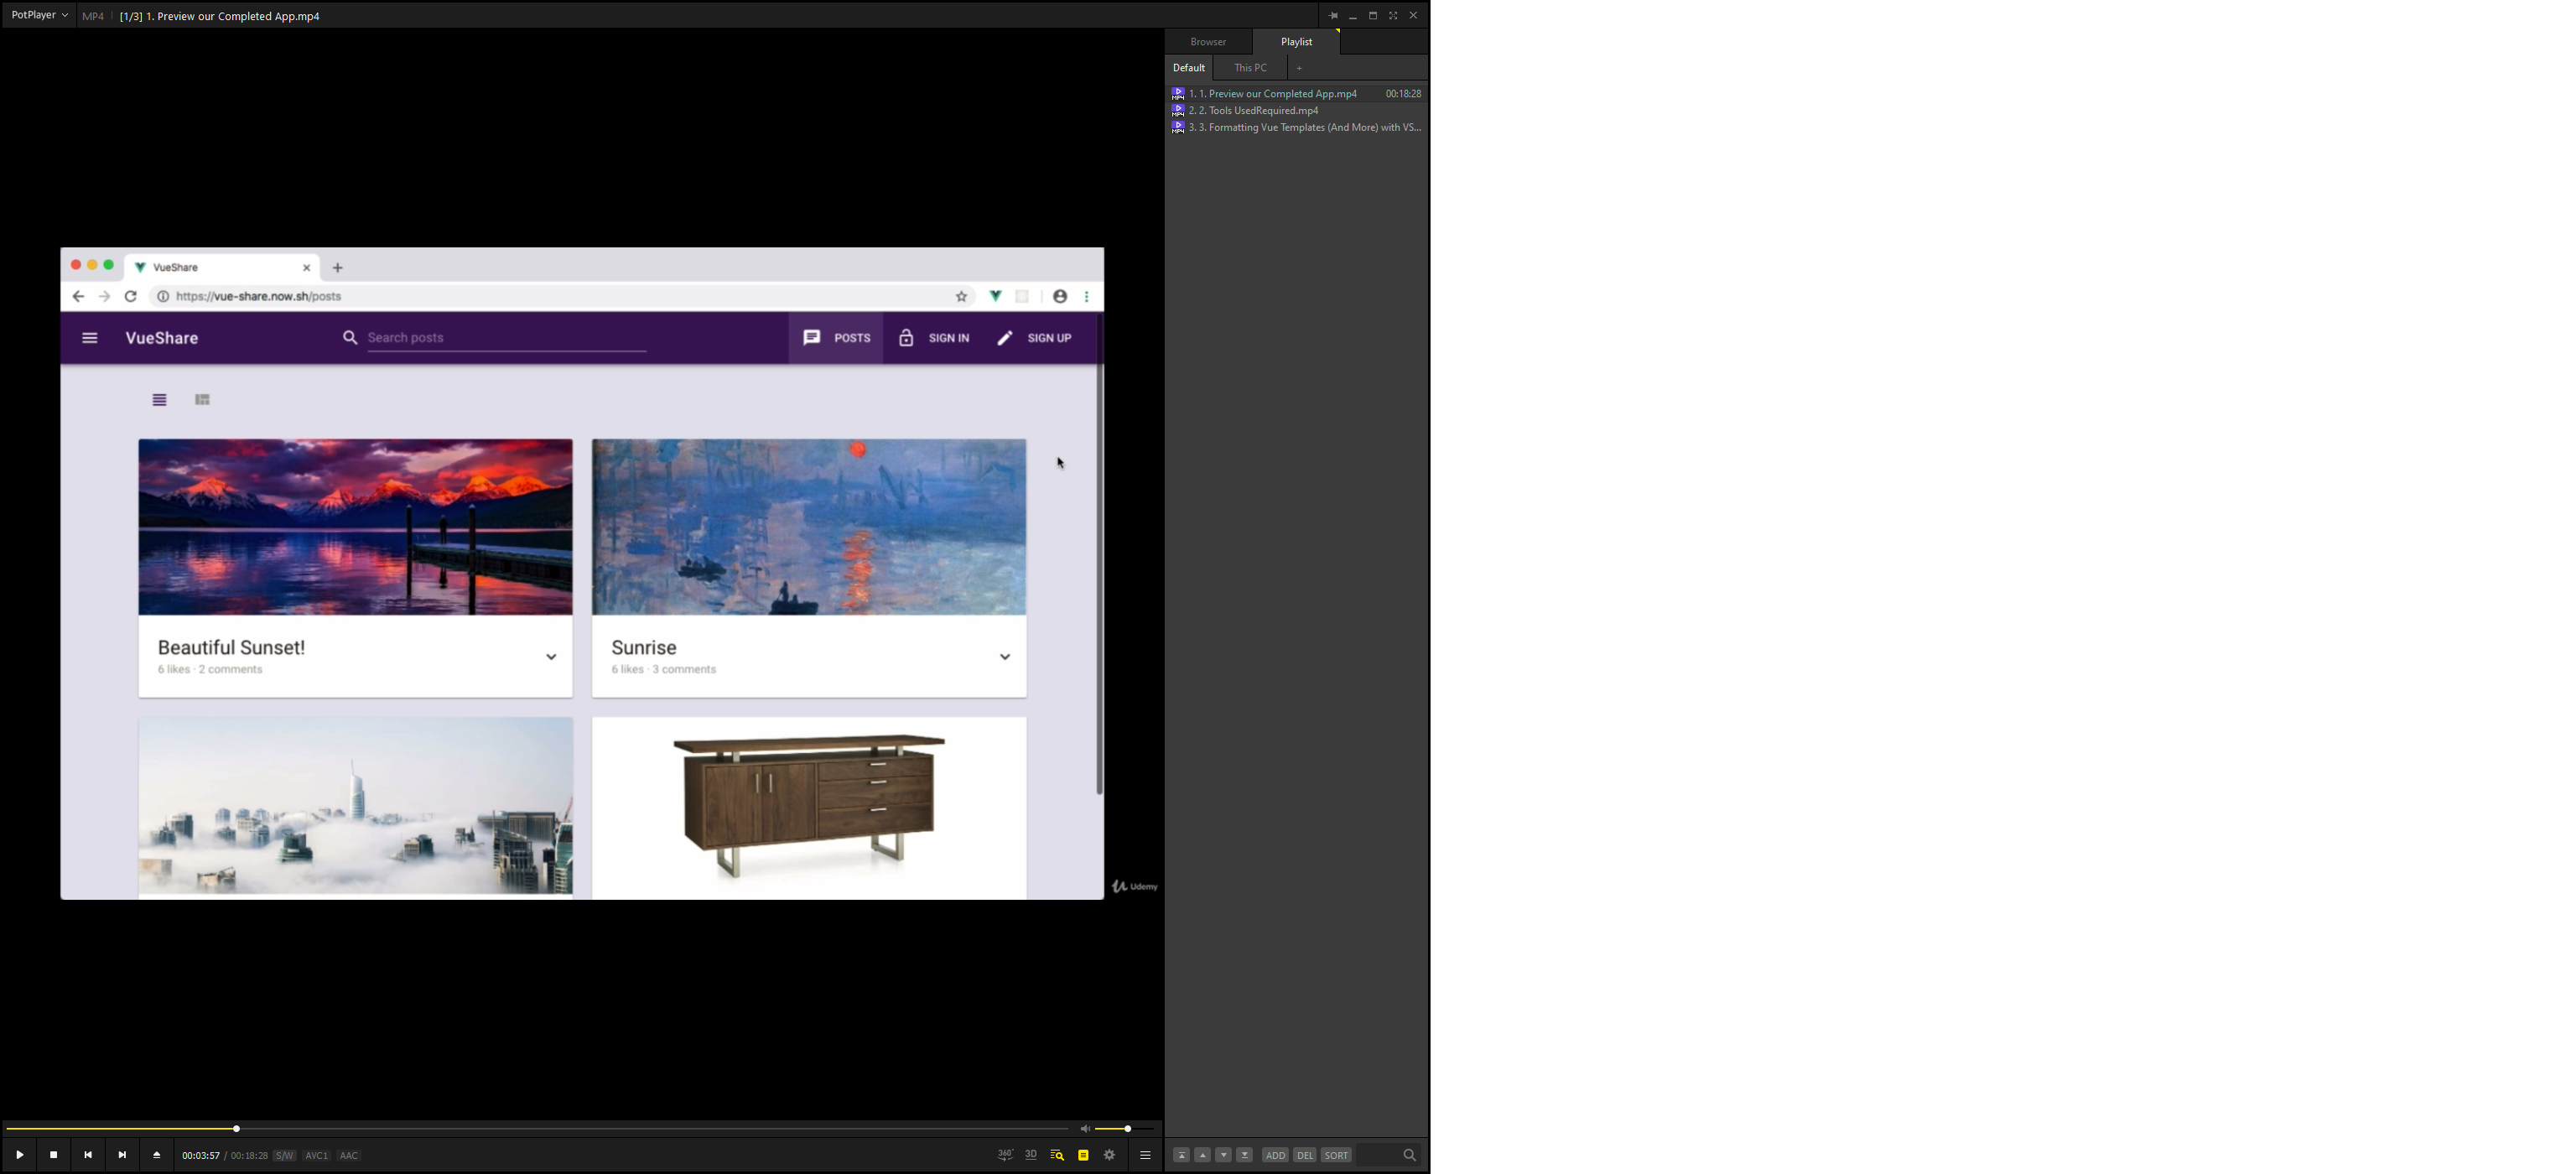 PotPlayer MP4 [1/3] 1. Preview our Completed App.mp4
Browser Playlist
Default This PC +
1. 1. Preview our Completed App.mp4 00:18:28
2. 2. Tools UsedRequired.mp4
3. 3. Formatting Vue Templates (And More) with VS...
VueShare
https://vue-share.now.sh/posts
VueShare Search posts POSTS SIGN IN SIGN UP
Beautiful Sunset!
6 likes · 2 comments
Sunrise
6 likes · 3 comments
Udemy
00:03:57 / 00:18:28 S/W AVC1 AAC
360° 3D
ADD DEL SORT